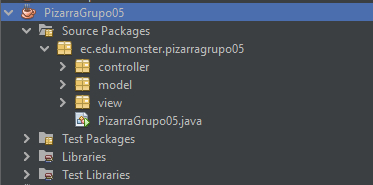 PizarraGrupo05
Source Packages
ec.edu.monster.pizarragrupo05
controller
model
view
PizarraGrupo05.java
Test Packages
Libraries
Test Libraries